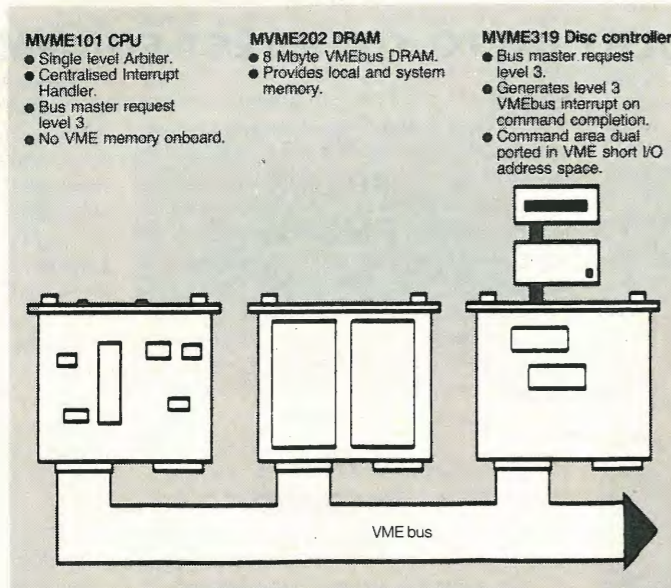 MVME101 CPU
● Single level Arbiter.
● Centralised Interrupt
Handler.
● Bus master request
level 3.
● No VME memory onboard.
MVME202 DRAM
● 8 Mbyte VMEbus DRAM.
● Provides local and system
memory.
MVME319 Disc controller
● Bus master request
level 3.
● Generates level 3
VMEbus interrupt on
command completion.
● Command area dual
ported in VME short I/O
address space.
VME bus